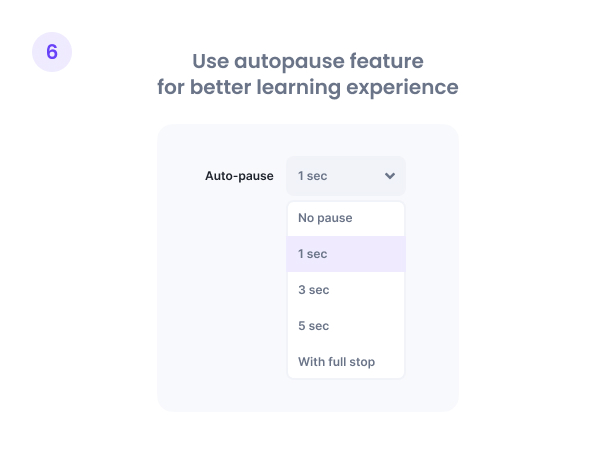 6
Use autopause feature
for better learning experience
Auto-pause 1 sec
No pause
1 sec
3 sec
5 sec
With full stop